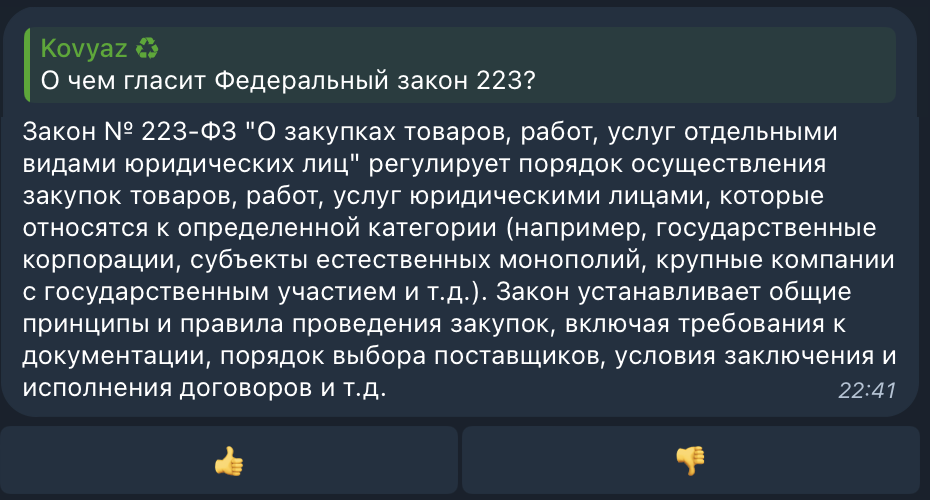 Kovyaz ♻
О чем гласит Федеральный закон 223?
Закон № 223-ФЗ "О закупках товаров, работ, услуг отдельными
видами юридических лиц" регулирует порядок осуществления
закупок товаров, работ, услуг юридическими лицами, которые
относятся к определенной категории (например, государственные
корпорации, субъекты естественных монополий, крупные компании
с государственным участием и т.д.). Закон устанавливает общие
принципы и правила проведения закупок, включая требования к
документации, порядок выбора поставщиков, условия заключения и
исполнения договоров и т.д.
22:41